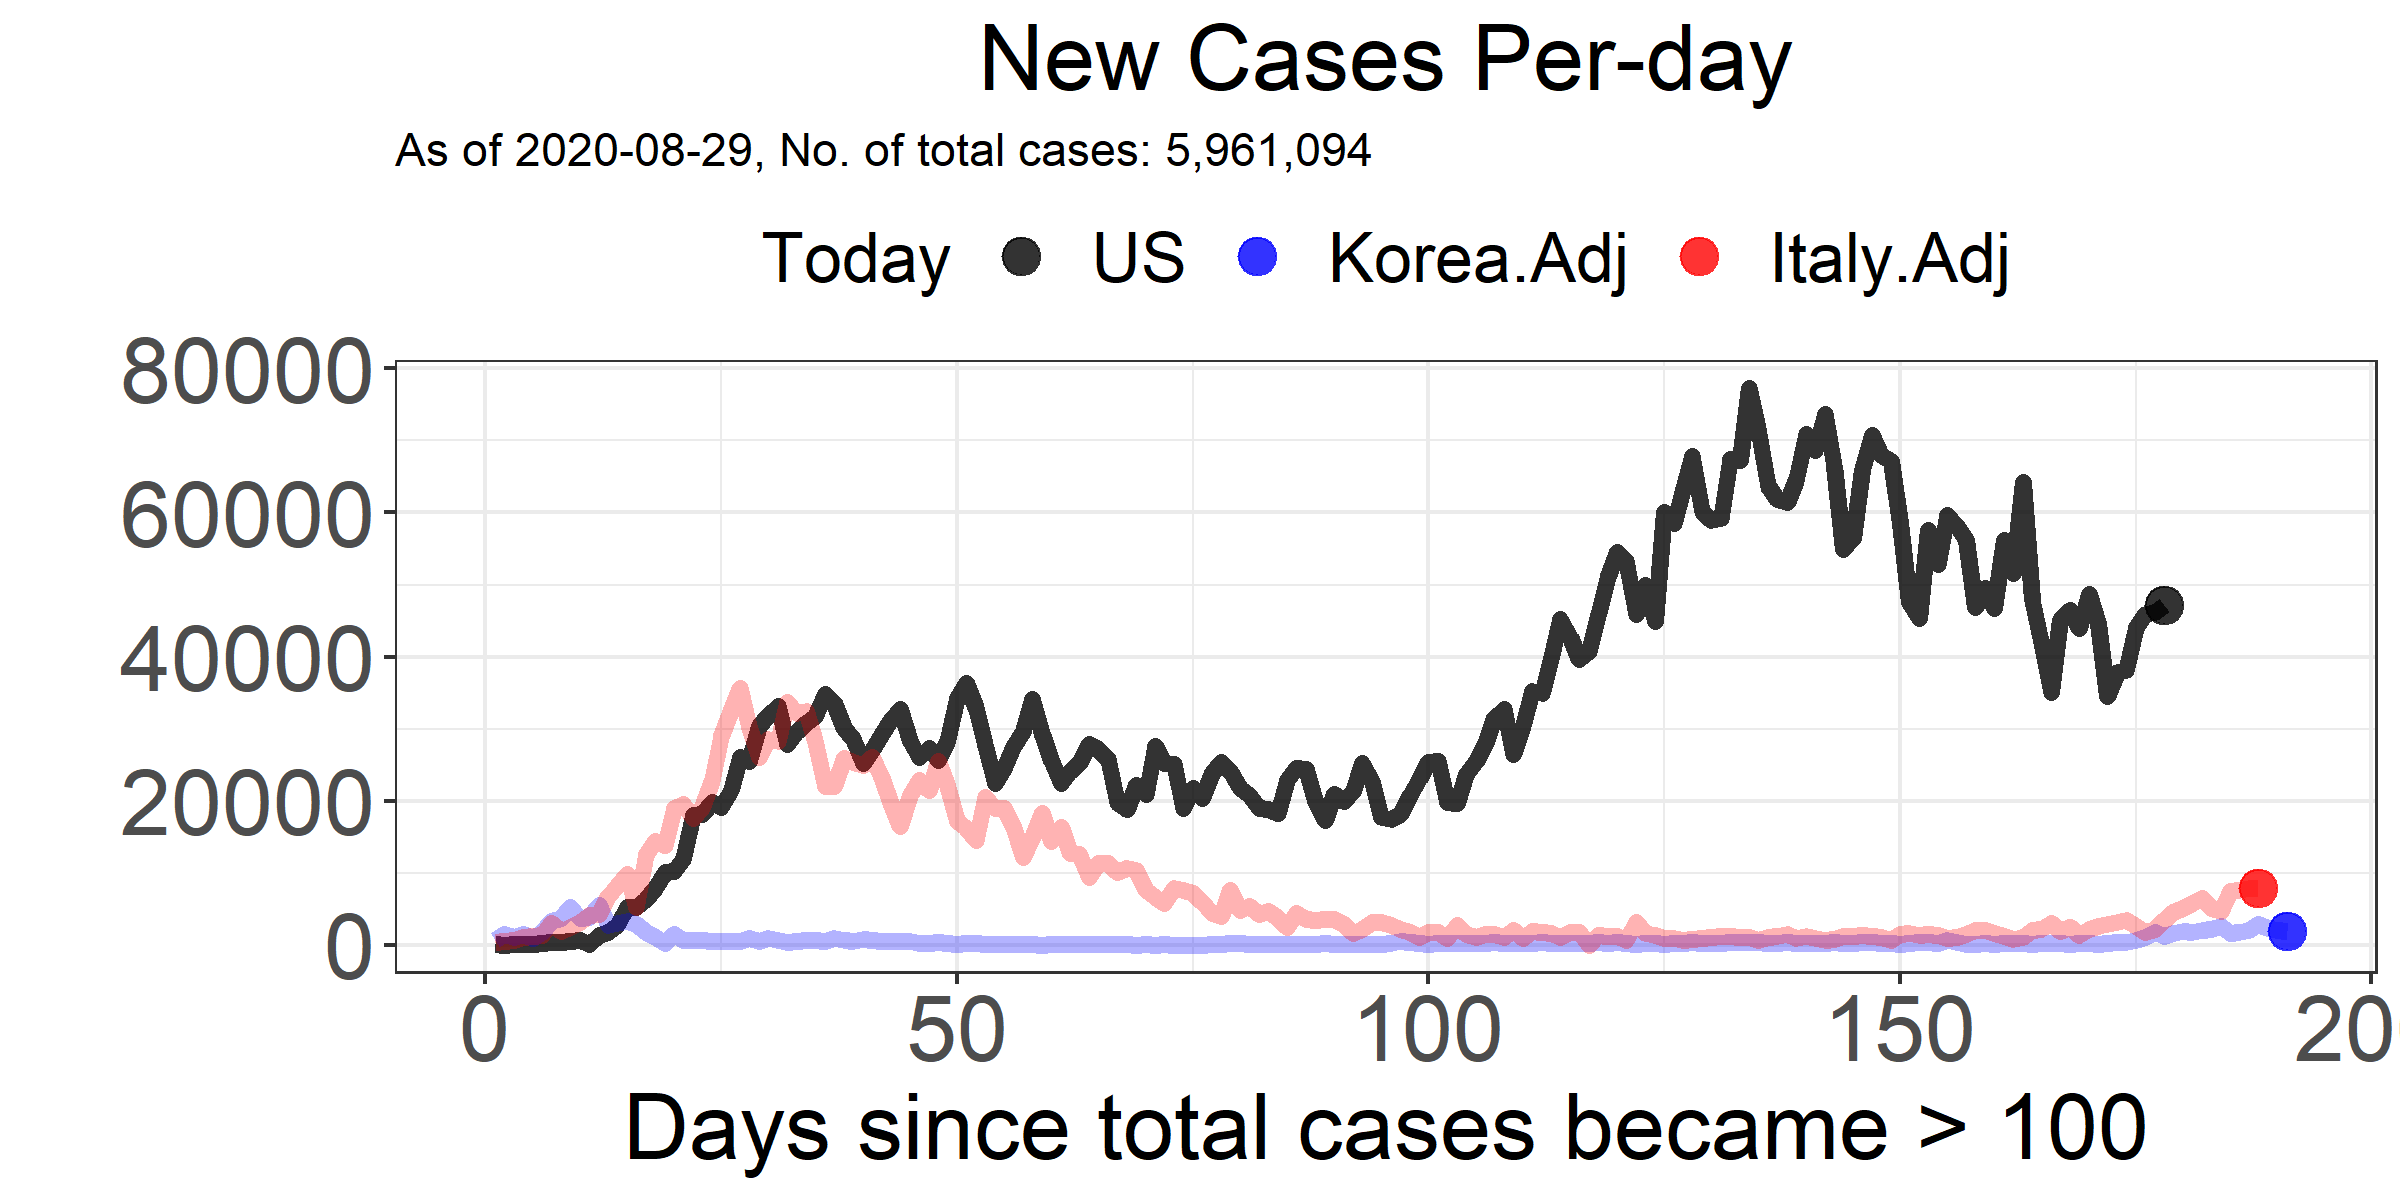 New Cases Per-day
As of 2020-08-29, No. of total cases: 5,961,094
Today US Korea.Adj Italy.Adj
80000
60000
40000
20000
0
0 50 100 150 20
Days since total cases became > 100